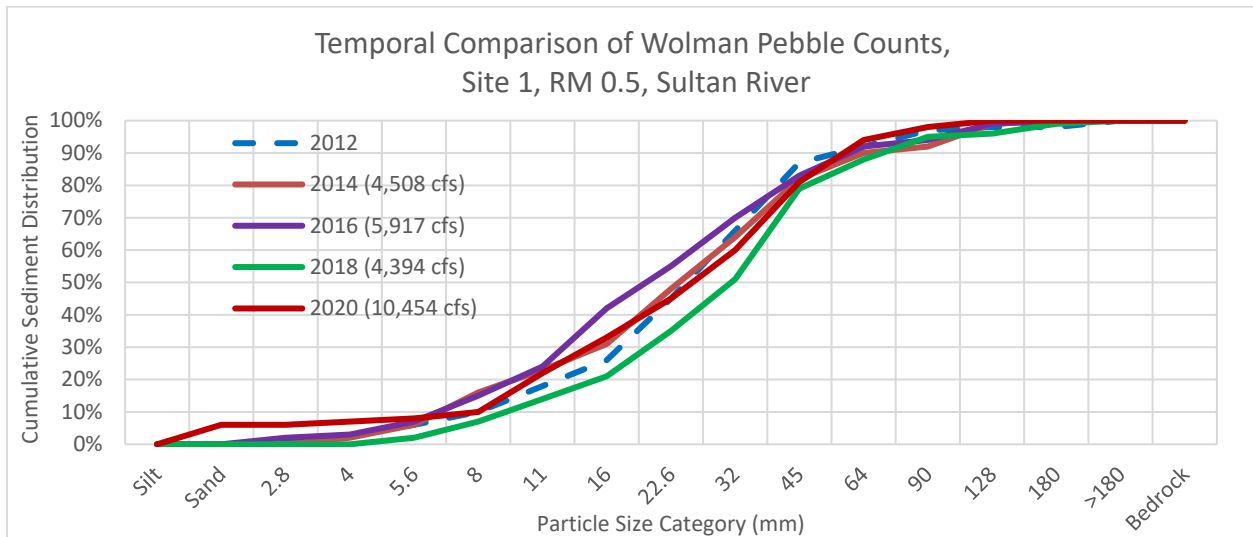 Temporal Comparison of Wolman Pebble Counts,
Site 1, RM 0.5, Sultan River
Cumulative Sediment Distribution
100%
90%
80%
70%
60%
50%
40%
30%
20%
10%
0%
2012
2014 (4,508 cfs)
2016 (5,917 cfs)
2018 (4,394 cfs)
2020 (10,454 cfs)
Silt
Sand
2.8
4
5.6
8
11
16
22.6
32
45
64
90
128
180
>180
Bedrock
Particle Size Category (mm)